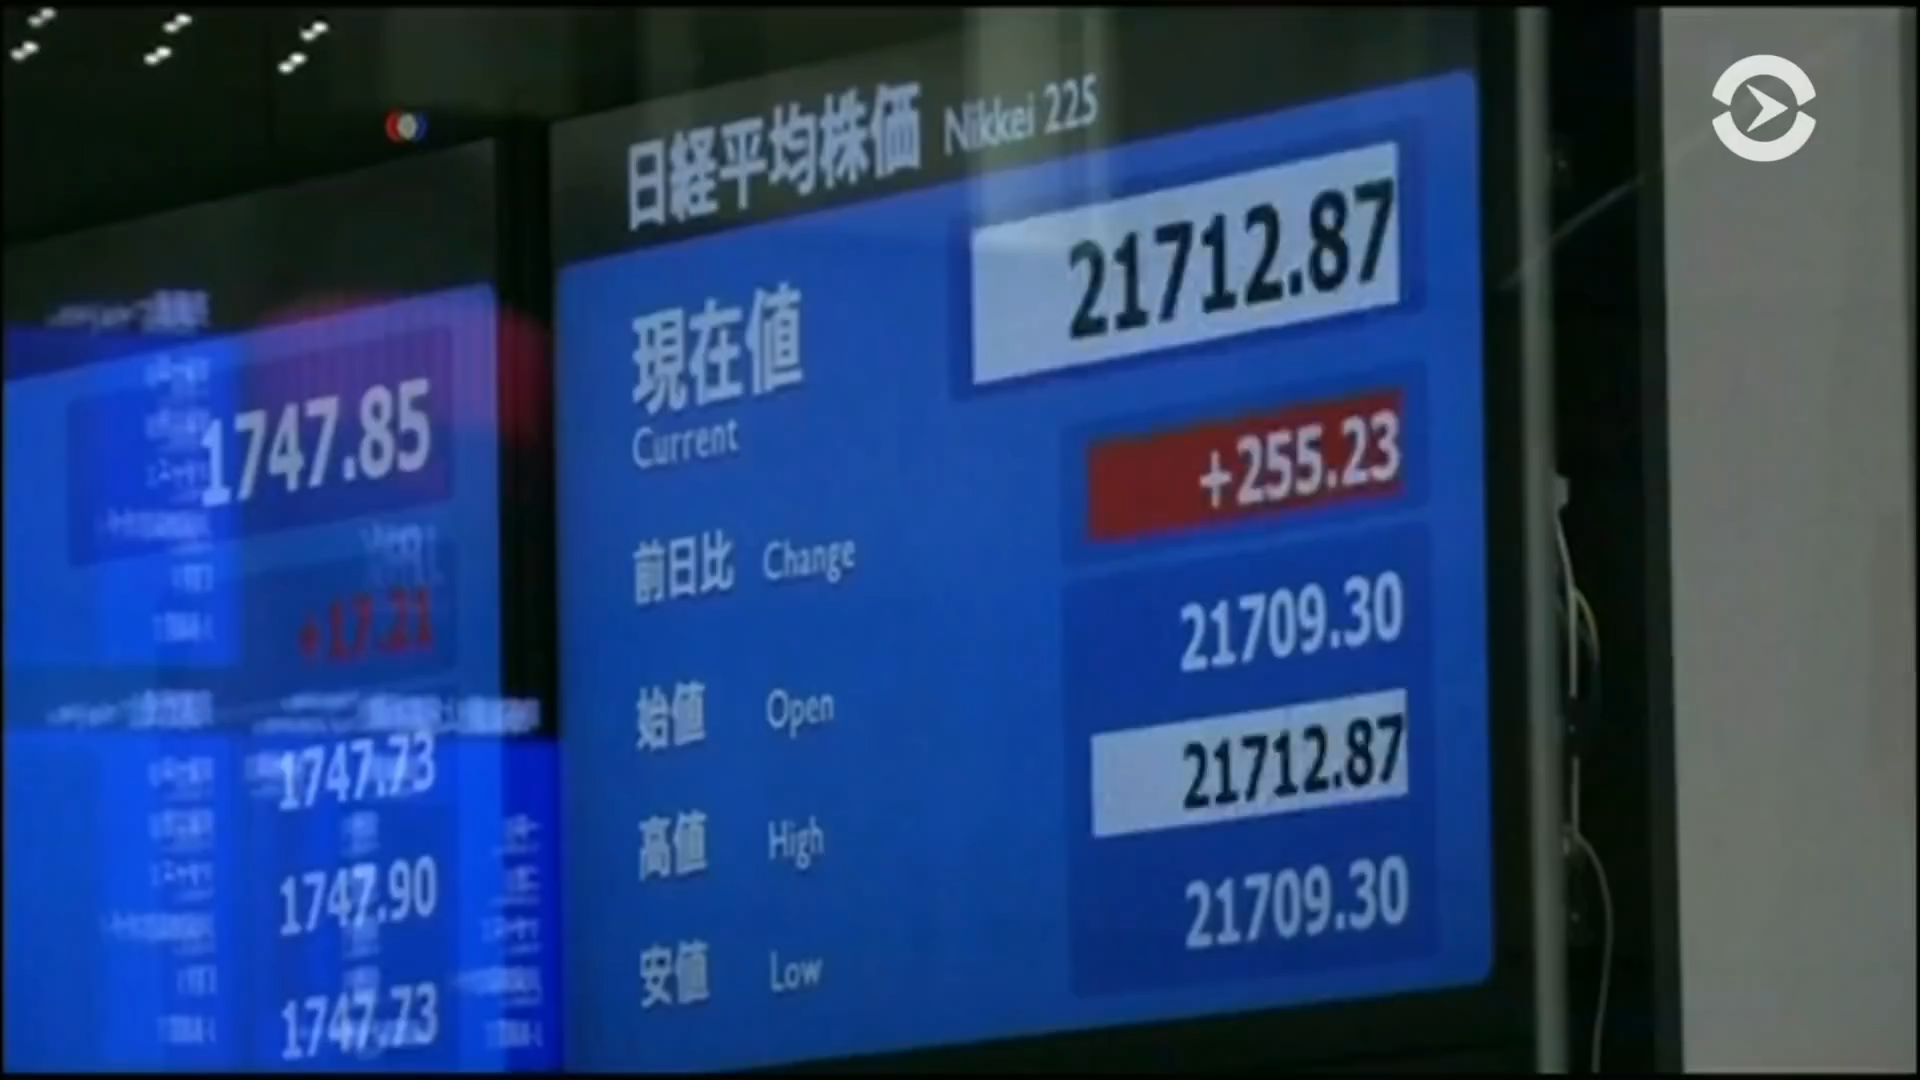 日経平均株価 Nikkei 225
現在値 21712.87
Current
+255.23
前日比 Change
21709.30
始値 Open
21712.87
高値 High
21709.30
安値 Low
1747.85
+17.21
1747.73
1747.90
1747.73